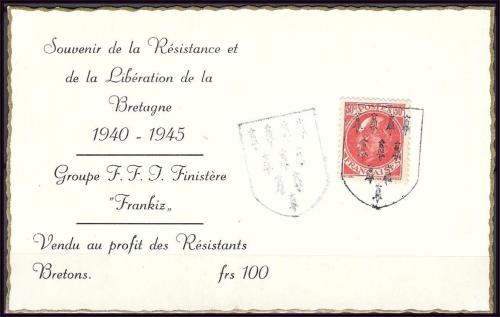 Souvenir de la Résistance et
de la Libération de la
Bretagne
1940 - 1945
Groupe F. F. I. Finistère
"Frankiz„
Vendu au profit des Résistants
Bretons. frs 100
POSTES
FRANÇAIS